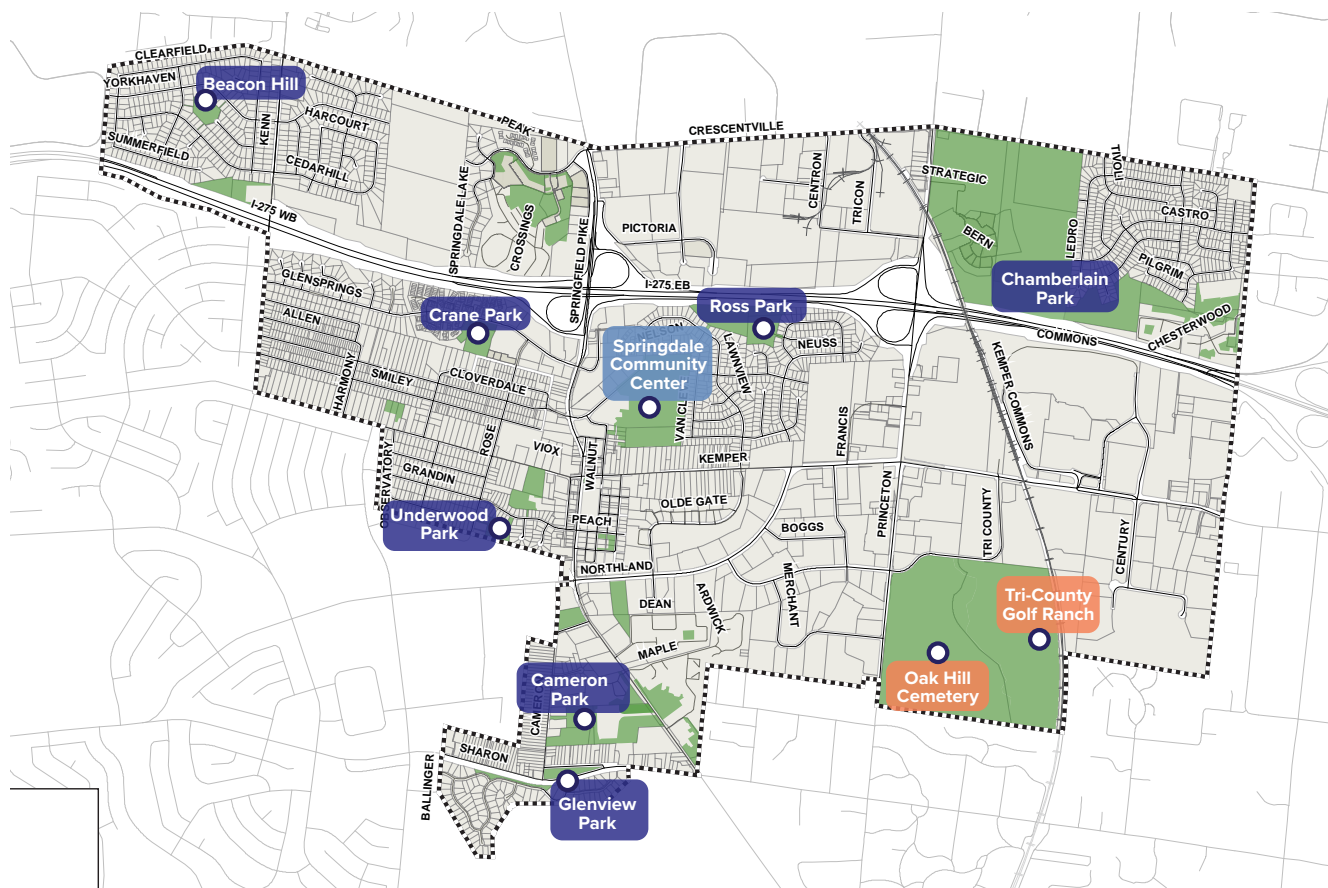 CLEARFIELD
YORKHAVEN
Beacon Hill
HARCOURT
KENN
SUMMERFIELD
CEDARHILL
I-275 WB
PEAK
CRESCENTVILLE
SPRINGDALE LAKE
CROSSINGS
SPRINGFIELD PIKE
PICTORIA
CENTRON
TRICON
STRATEGIC
BERN
TIVOLI
CASTRO
LEDRO
PILGRIM
Chamberlain
Park
CHESTERWOOD
COMMONS
I-275 EB
GLENSPRINGS
ALLEN
Crane Park
Ross Park
NELSON
NEUSS
LAWNVIEW
Springdale
Community
Center
VAN CLE
HARMONY
SMILEY
CLOVERDALE
ROSE
VIOX
WALNUT
KEMPER
FRANCIS
KEMPER COMMONS
OBSERVATORY
GRANDIN
Underwood
Park
PEACH
OLDE GATE
BOGGS
PRINCETON
TRI COUNTY
CENTURY
NORTHLAND
DEAN
ARDWICK
MERCHANT
MAPLE
Tri-County
Golf Ranch
Oak Hill
Cemetery
Cameron
Park
SHARON
BALLINGER
Glenview
Park